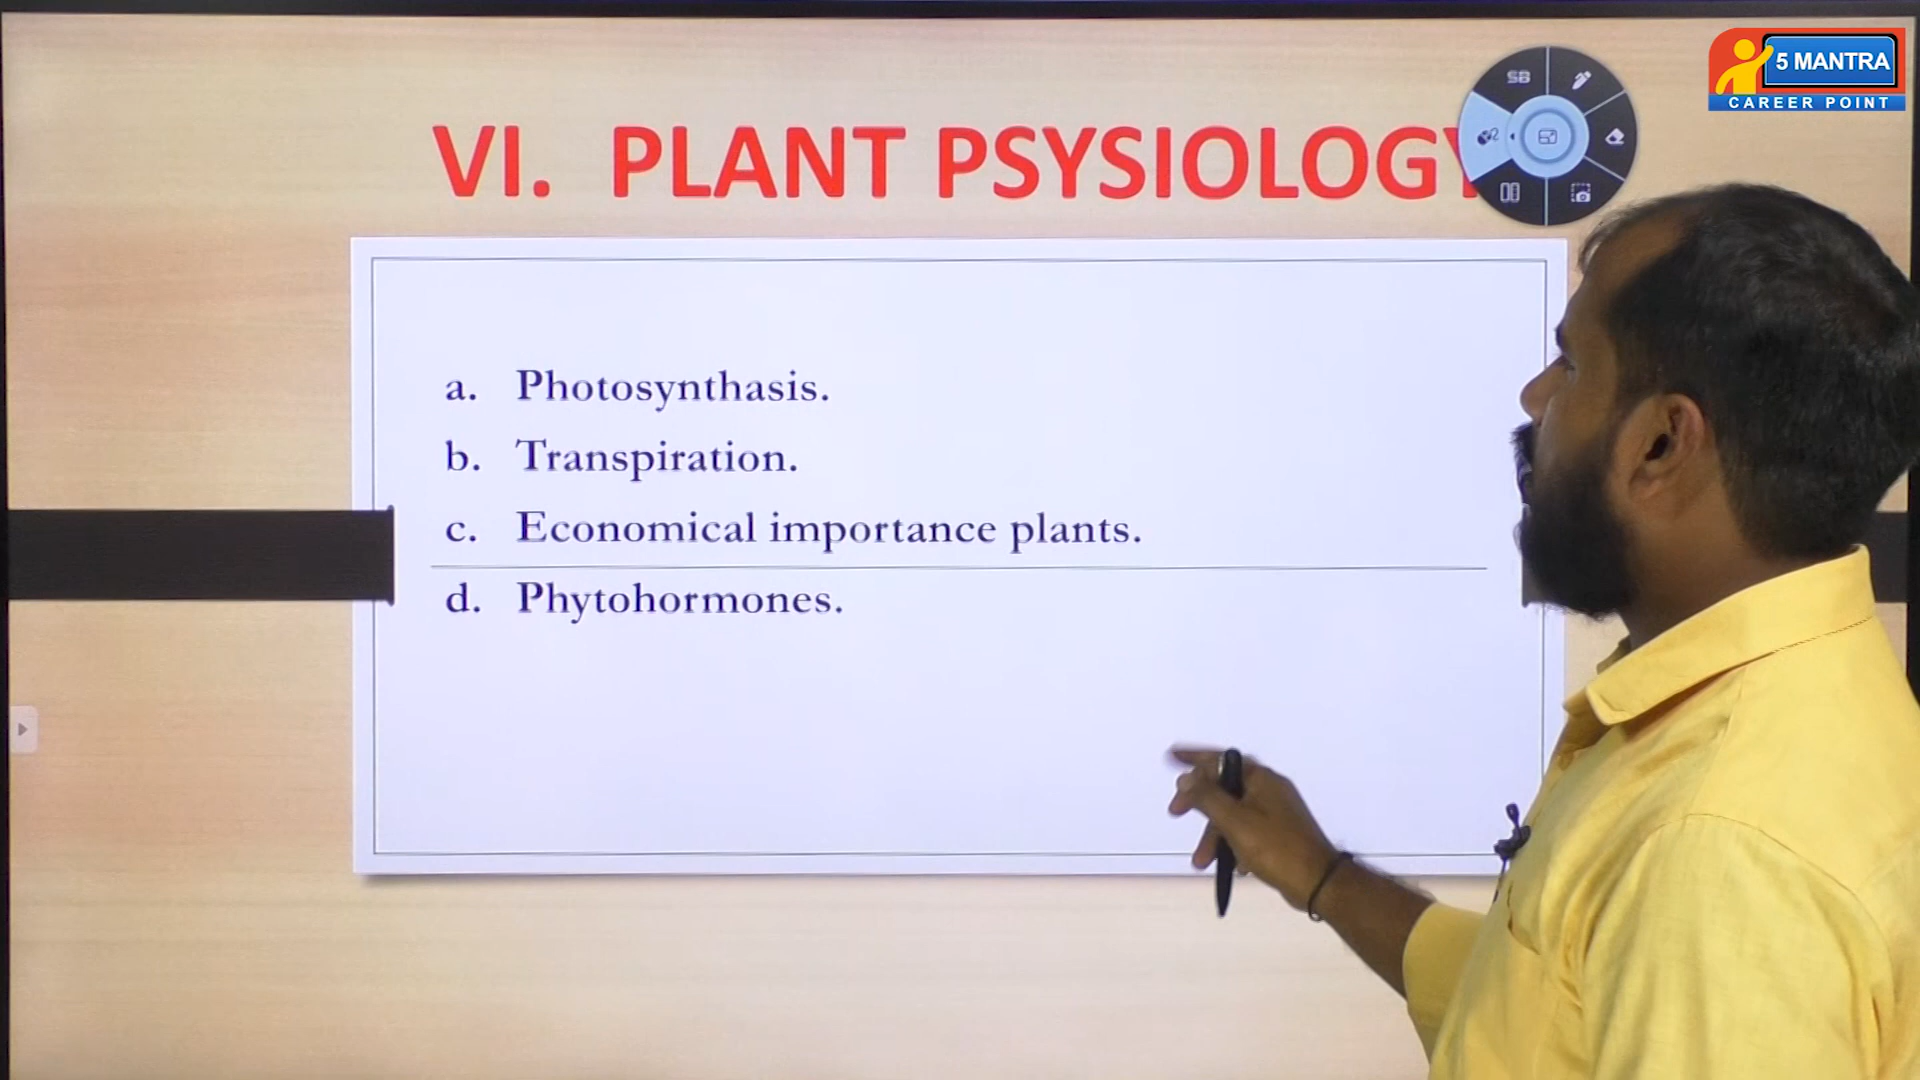 5 MANTRA
CAREER POINT
SB
VI. PLANT PSYSIOLOGY
a. Photosynthasis.
b. Transpiration.
c. Economical importance plants.
d. Phytohormones.